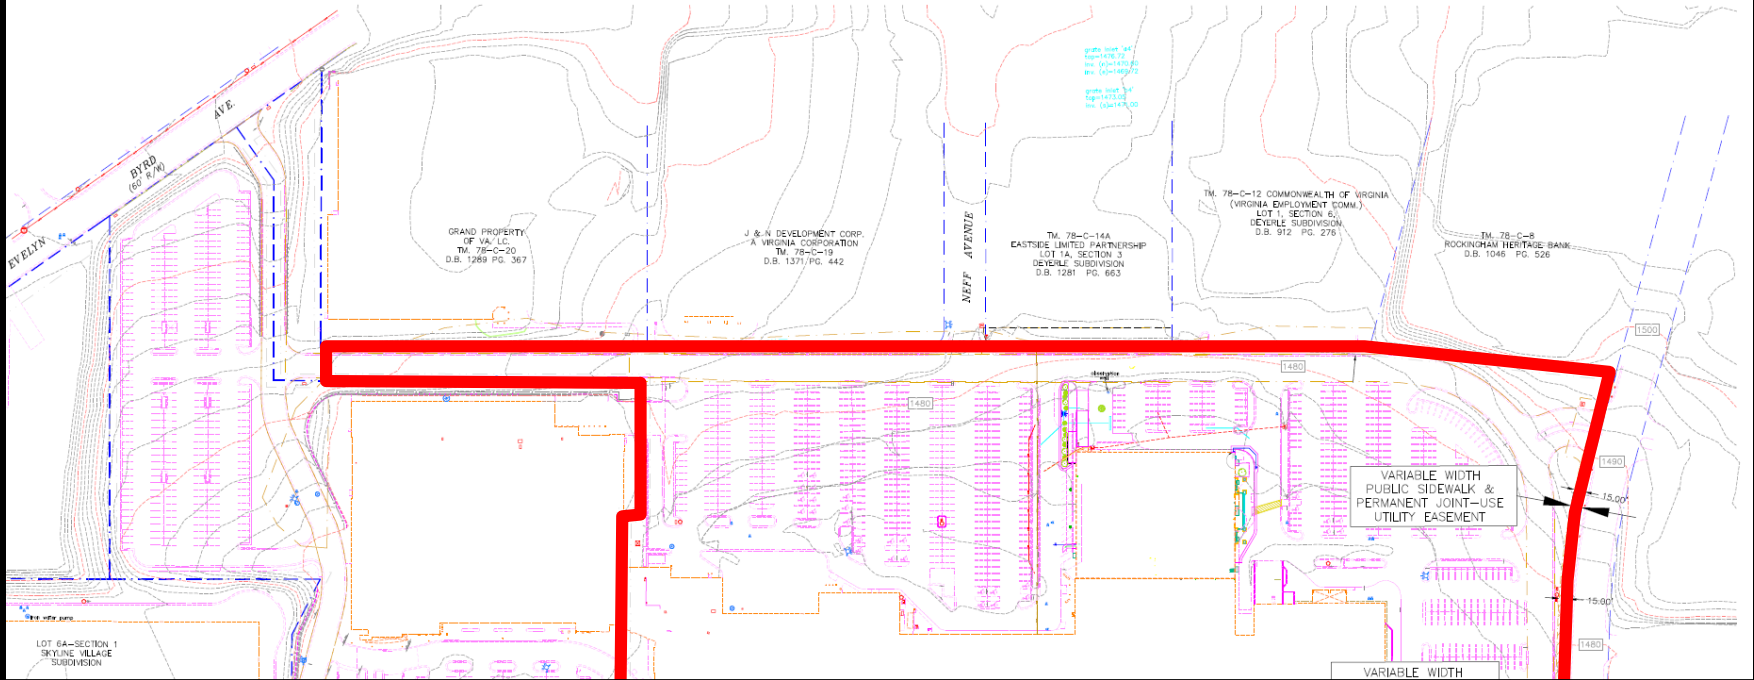 EVELYN
BYRD
AVE.
(60' R/W)
GRAND PROPERTY
OF VA, LC.
TM. 78-C-20
D.B. 1289 PG. 367
J & N DEVELOPMENT CORP.
A VIRGINIA CORPORATION
TM. 78-C-19
D.B. 1371, PG. 442
NEFF AVENUE
TM. 78-C-14A
EASTSIDE LIMITED PARTNERSHIP
LOT 1A, SECTION 3
DEYERLE SUBDIVISION
D.B. 1281 PG. 663
TM. 78-C-12 COMMONWEALTH OF VIRGINIA
(VIRGINIA EMPLOYMENT COMM.)
LOT 1, SECTION 6,
DEYERLE SUBDIVISION
D.B. 912 PG. 276
TM. 78-C-8
ROCKINGHAM HERITAGE BANK
D.B. 1046 PG. 526
1500
1480
1480
1490
VARIABLE WIDTH
PUBLIC SIDEWALK &
PERMANENT JOINT-USE
UTILITY EASEMENT
15.00'
15.00'
1480
LOT 6A-SECTION 1
SKYLINE VILLAGE
SUBDIVISION
VARIABLE WIDTH